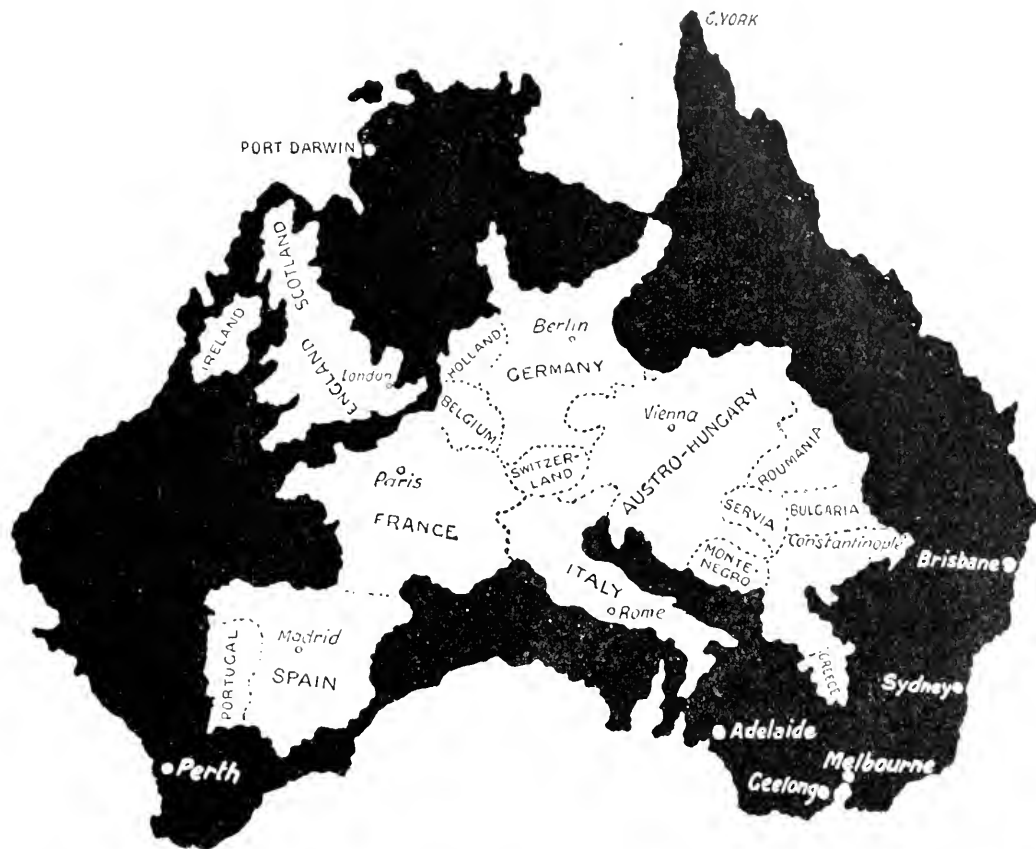 C. YORK
PORT DARWIN
SCOTLAND
IRELAND
ENGLAND
London
HOLLAND
Berlin
GERMANY
BELGIUM
Vienna
SWITZER-
LAND
AUSTRO-HUNGARY
ROUMANIA
Paris
FRANCE
SERVIA
BULGARIA
Constantinople
MONTE-
NEGRO
Brisbane
ITALY
Rome
Madrid
SPAIN
PORTUGAL
GREECE
Sydney
Adelaide
Melbourne
Geelong
Perth